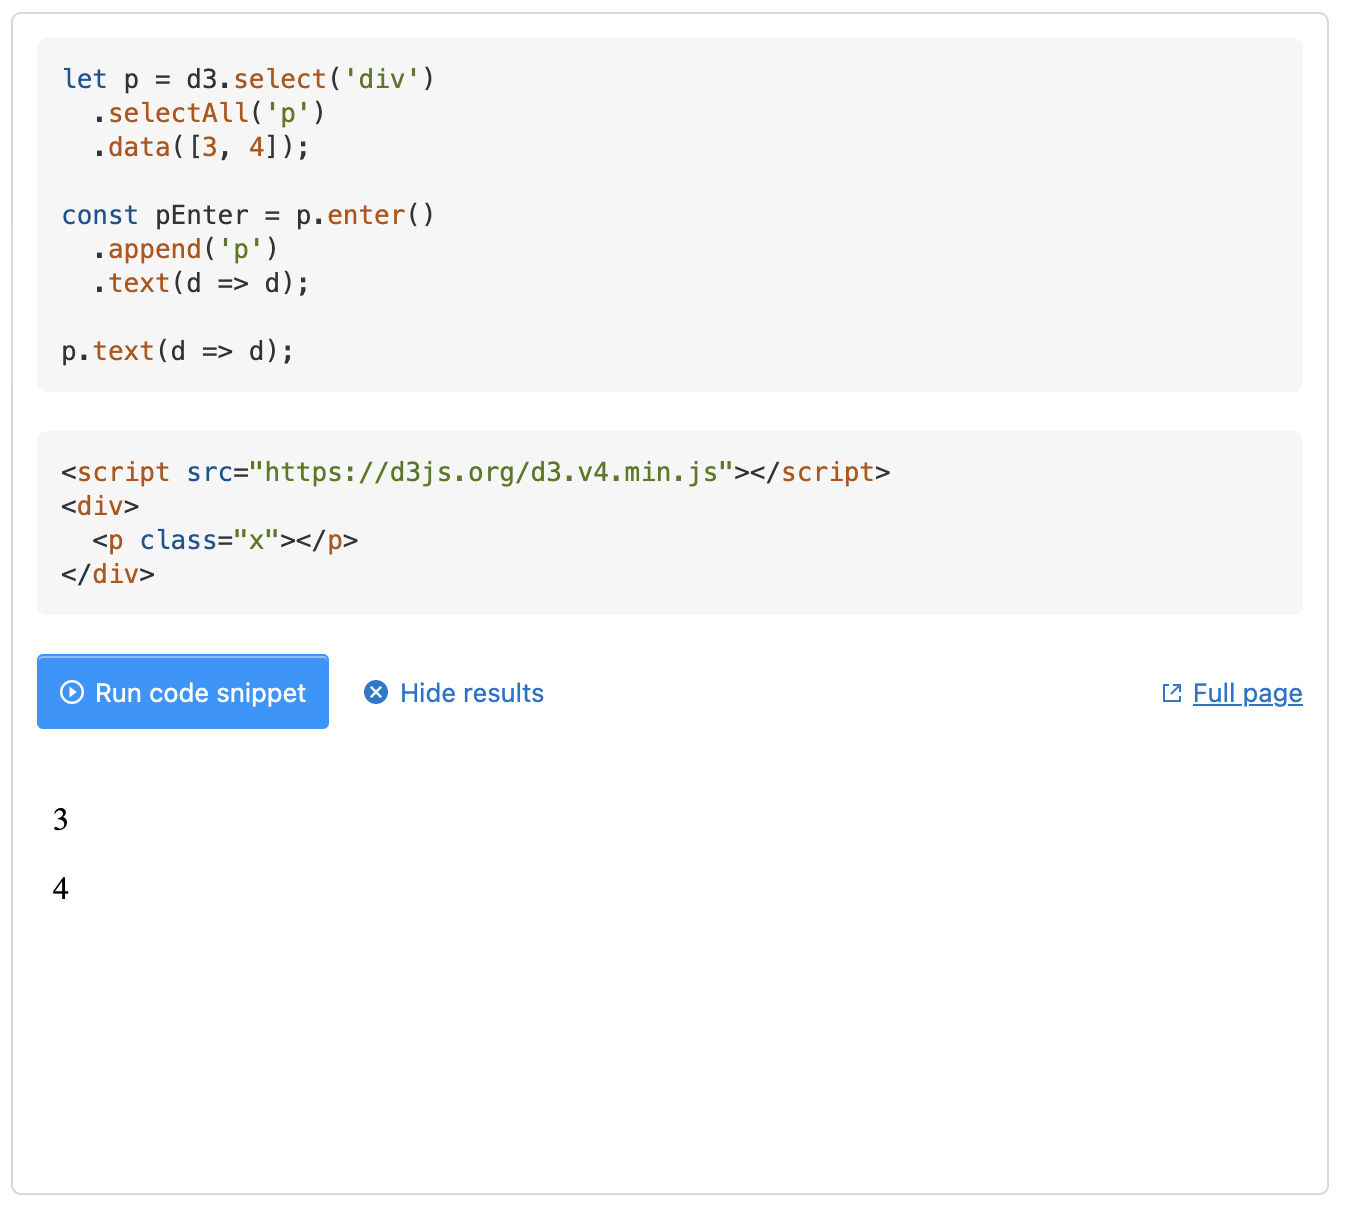 let p = d3.select('div')
  .selectAll('p')
  .data([3, 4]);

const pEnter = p.enter()
  .append('p')
  .text(d => d);

p.text(d => d);

<script src="https://d3js.org/d3.v4.min.js"></script>
<div>
  <p class="x"></p>
</div>

Run code snippet Hide results Full page

3

4